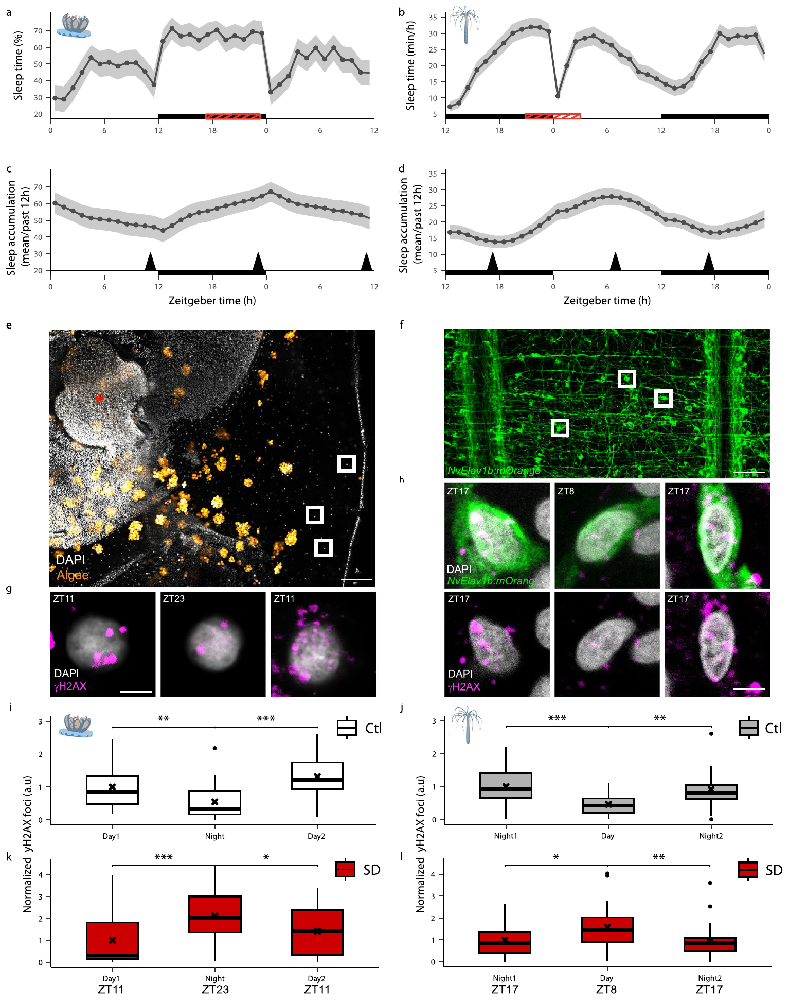 a
Sleep time (%)
70
60
50
40
30
20
0
6
12
18
0
6
12
b
Sleep time (min/h)
35
30
25
20
15
10
5
12
18
0
6
12
18
0
c
Sleep accumulation
(mean/past 12h)
70
60
50
40
30
20
0
6
12
18
0
6
12
Zeitgeber time (h)
d
Sleep accumulation
(mean/past 12h)
35
30
25
20
15
10
5
12
18
0
6
12
18
0
Zeitgeber time (h)
e
*
DAPI
Algae
f
NvElav1b:mOrange
g
ZT11
DAPI
γH2AX
ZT23
ZT11
h
ZT17
DAPI
NvElav1b:mOrange
ZT8
ZT17
ZT17
DAPI
γH2AX
ZT17
i
** ***
Ctl
3
2
1
0
Day1 Night Day2
j
*** **
Ctl
3
2
1
0
Night1 Day Night2
Normalized yH2AX foci (a.u)
Normalized yH2AX foci (a.u)
k
*** *
SD
4
3
2
1
0
Day1 Night Day2
ZT11 ZT23 ZT11
l
* **
SD
4
3
2
1
0
Night1 Day Night2
ZT17 ZT8 ZT17